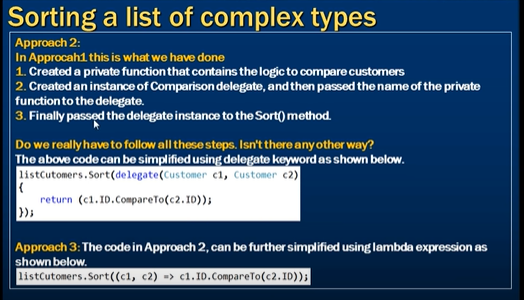 Sorting a list of complex types
Approach 2:
In Approcah1 this is what we have done
1. Created a private function that contains the logic to compare customers
2. Created an instance of Comparison delegate, and then passed the name of the private
function to the delegate.
3. Finally passed the delegate instance to the Sort() method.
Do we really have to follow all these steps. Isn't there any other way?
The above code can be simplified using delegate keyword as shown below.
listCutomers.Sort(delegate(Customer c1, Customer c2)
{
return (c1.ID.CompareTo(c2.ID));
});
Approach 3: The code in Approach 2, can be further simplified using lambda expression as
shown below.
listCutomers.Sort((c1, c2) => c1.ID.CompareTo(c2.ID));